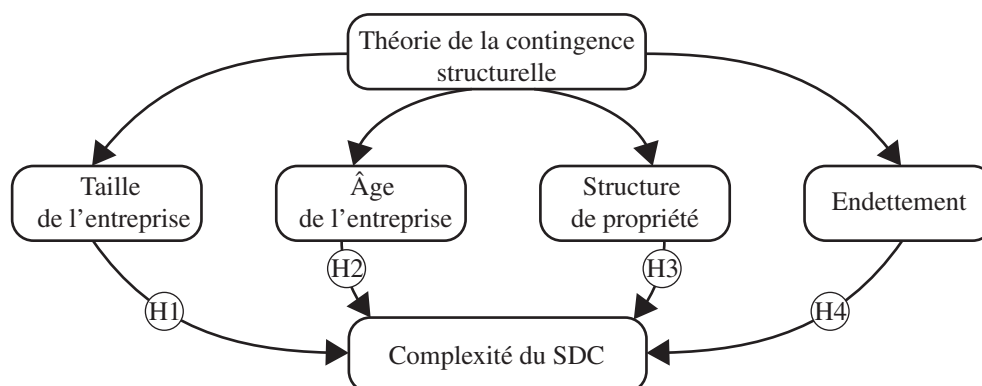 Théorie de la contingence
structurelle
Taille
de l’entreprise
Âge
de l’entreprise
Structure
de propriété
Endettement
H1
H2
H3
H4
Complexité du SDC